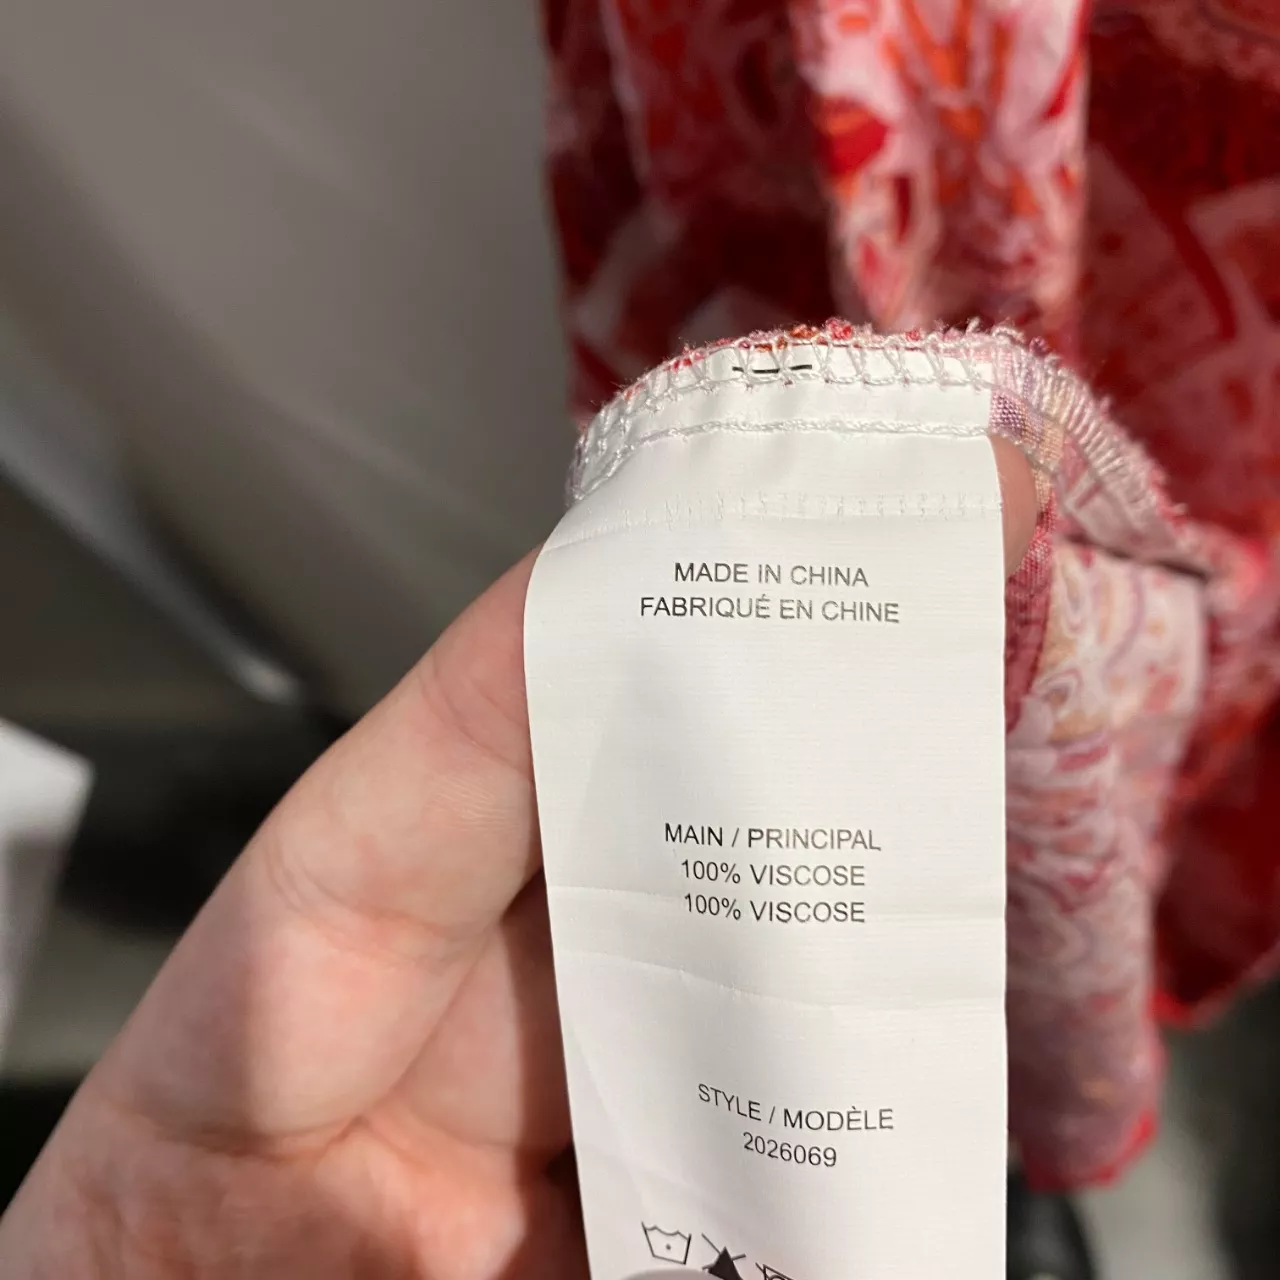 MADE IN CHINA
FABRIQUÉ EN CHINE
MAIN / PRINCIPAL
100% VISCOSE
100% VISCOSE
STYLE / MODÈLE
2026069